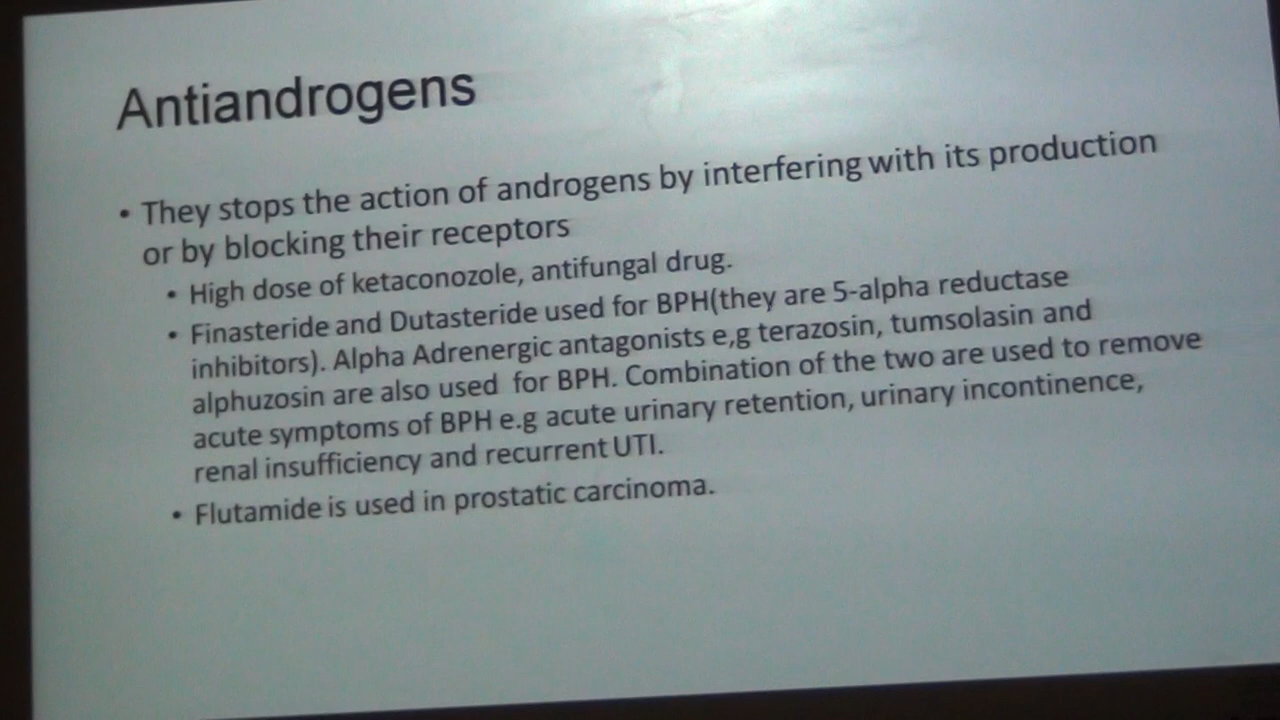 Antiandrogens
• They stops the action of androgens by interfering with its production
or by blocking their receptors
• High dose of ketaconozole, antifungal drug.
• Finasteride and Dutasteride used for BPH(they are 5-alpha reductase
inhibitors). Alpha Adrenergic antagonists e,g terazosin, tumsolasin and
alphuzosin are also used for BPH. Combination of the two are used to remove
acute symptoms of BPH e.g acute urinary retention, urinary incontinence,
renal insufficiency and recurrent UTI.
• Flutamide is used in prostatic carcinoma.